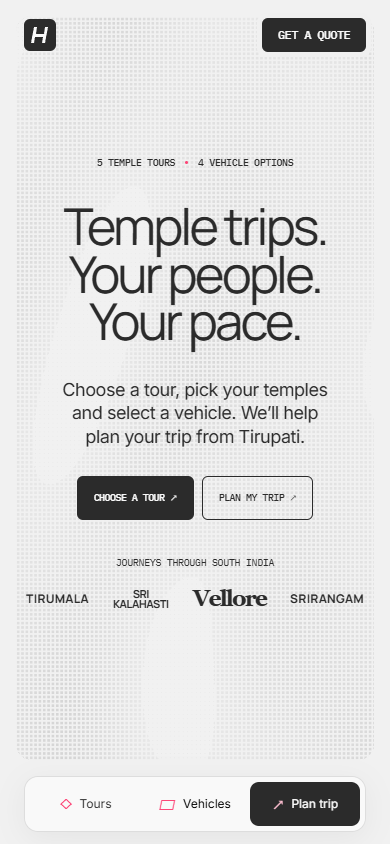 H
GET A QUOTE
5 TEMPLE TOURS • 4 VEHICLE OPTIONS
Temple trips.
Your people.
Your pace.
Choose a tour, pick your temples
and select a vehicle. We’ll help
plan your trip from Tirupati.
CHOOSE A TOUR ↗ PLAN MY TRIP ↗
JOURNEYS THROUGH SOUTH INDIA
TIRUMALA
SRI
KALAHASTI
Vellore
SRIRANGAM
Tours
Vehicles
Plan trip